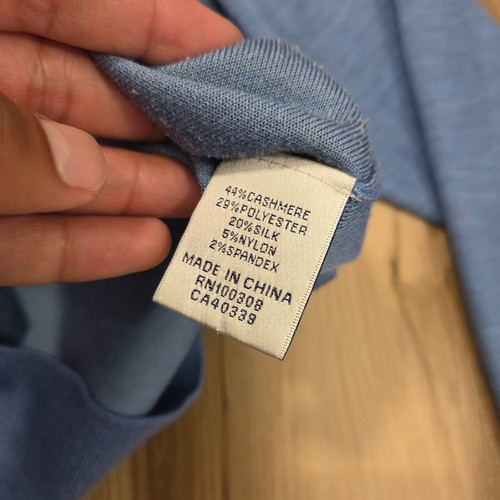 44%CASHMERE
29%POLYESTER
20%SILK
5%NYLON
2%SPANDEX
MADE IN CHINA
RN100308
CA40339